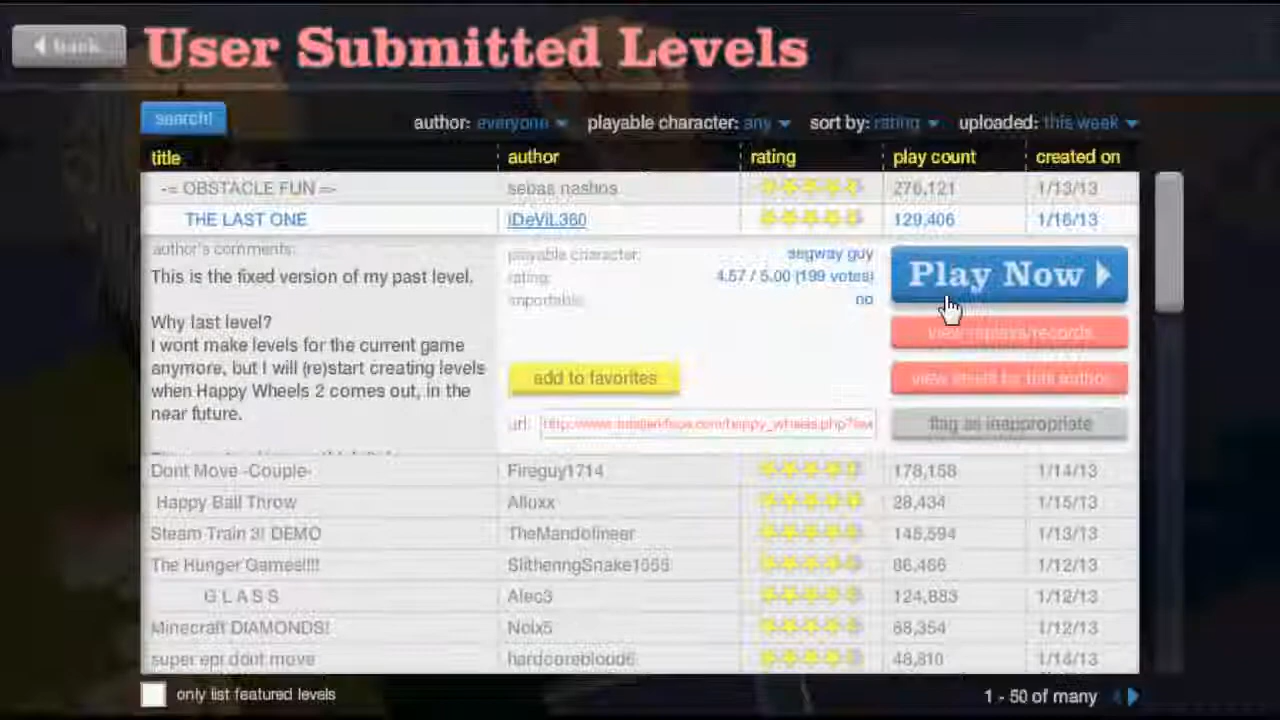 back
User Submitted Levels
search!
author: everyone playable character: any sort by: rating uploaded: this week
title author rating play count created on
-= OBSTACLE FUN =- sebas nashos 276,121 1/13/13
THE LAST ONE iDeViL360 129,406 1/16/13
author's comments:
This is the fixed version of my past level.
Why last level?
I wont make levels for the current game
anymore, but I will (re)start creating levels
when Happy Wheels 2 comes out, in the
near future.
playable character: segway guy
rating: 4.57 / 5.00 (199 votes)
importable: no
add to favorites
url:
Play Now
view replays/records
view levels by this author
flag as inappropriate
Dont Move -Couple- Fireguy1714 178,158 1/14/13
Happy Ball Throw Alloxx 28,434 1/15/13
Steam Train 3! DEMO TheMandolineer 145,594 1/13/13
The Hunger Games!!!! 1/12/13
G L A S S Alec3 124,883 1/12/13
Minecraft DIAMONDS! Nolx5 1/12/13
super epi dont move hardcoreblood6 1/14/13
only list featured levels
1 - 50 of many